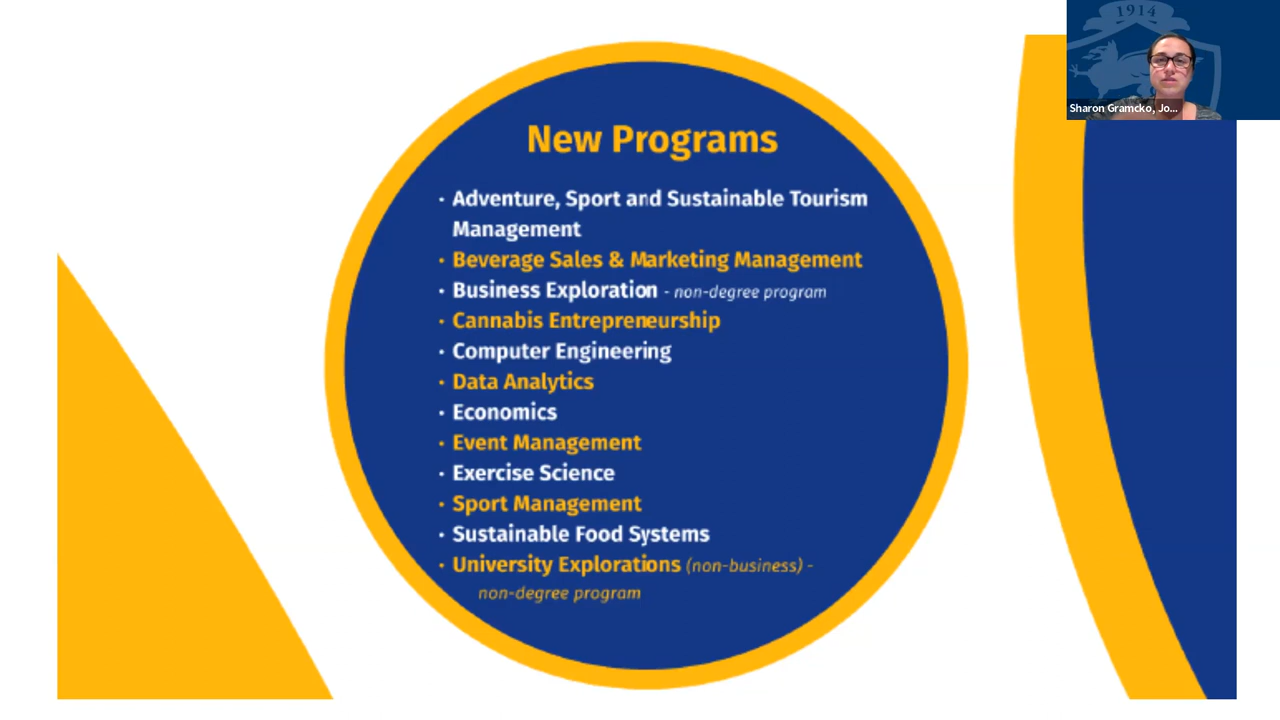 1914
Sharon Gramcko, Jo...
New Programs
• Adventure, Sport and Sustainable Tourism
Management
• Beverage Sales & Marketing Management
• Business Exploration - non-degree program
• Cannabis Entrepreneurship
• Computer Engineering
• Data Analytics
• Economics
• Event Management
• Exercise Science
• Sport Management
• Sustainable Food Systems
• University Explorations (non-business) -
non-degree program